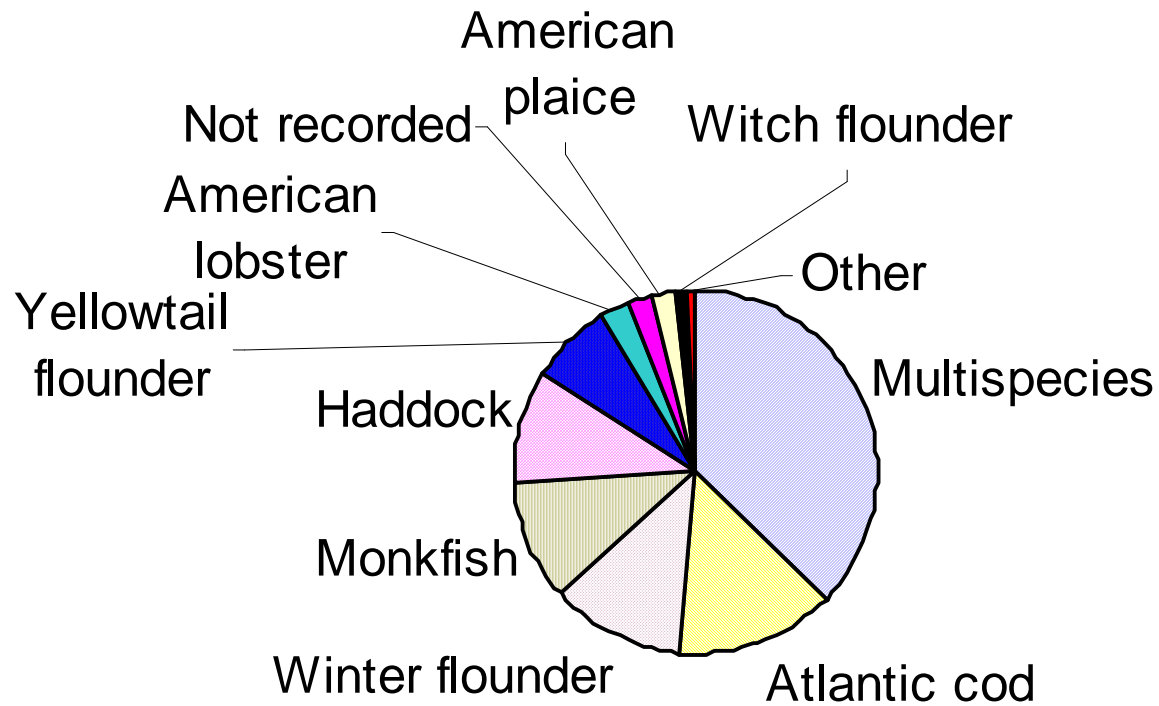 American
plaice
Not recorded
Witch flounder
American
lobster
Other
Yellowtail
flounder
Multispecies
Haddock
Monkfish
Winter flounder
Atlantic cod